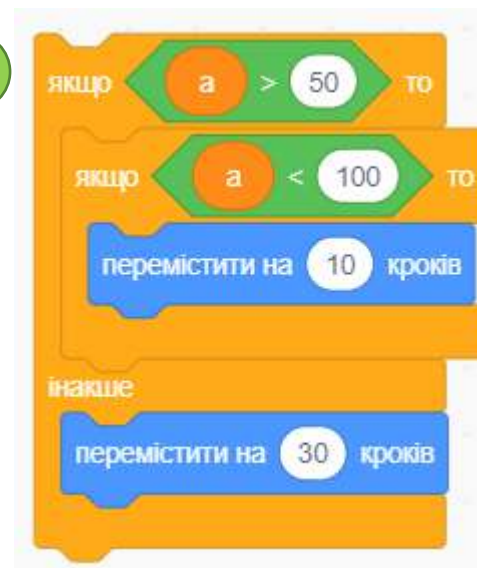 якщо a > 50 то
якщо a < 100 то
перемістити на 10 кроків
інакше
перемістити на 30 кроків